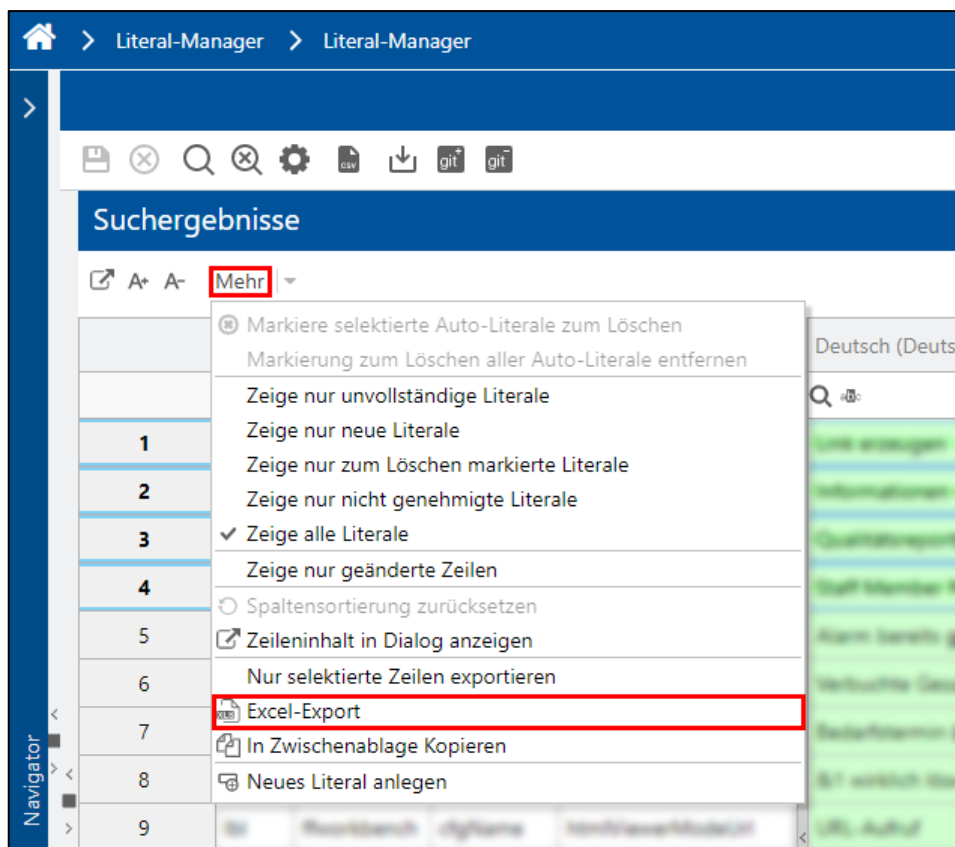 Literal-Manager Literal-Manager
csv git+ git-
Suchergebnisse
A+ A- Mehr
Markiere selektierte Auto-Literale zum Löschen
Markierung zum Löschen aller Auto-Literale entfernen
Deutsch (Deuts
Zeige nur unvollständige Literale
Zeige nur neue Literale
1
Zeige nur zum Löschen markierte Literale
2
Zeige nur nicht genehmigte Literale
3
Zeige alle Literale
Zeige nur geänderte Zeilen
4
Spaltensortierung zurücksetzen
5
Zeileninhalt in Dialog anzeigen
6
Nur selektierte Zeilen exportieren
XLS Excel-Export
7
In Zwischenablage Kopieren
8
Neues Literal anlegen
9
Navigator